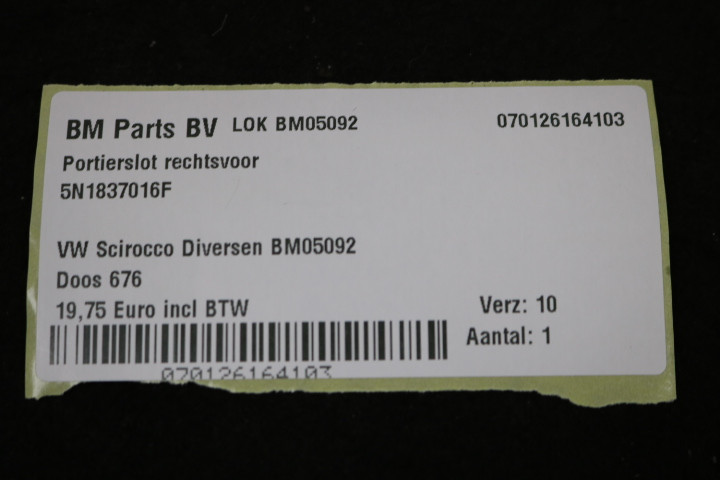 BM Parts BV LOK BM05092 070126164103
Portierslot rechtsvoor
5N1837016F
VW Scirocco Diversen BM05092
Doos 676
19,75 Euro incl BTW Verz: 10
Aantal: 1
070126164103